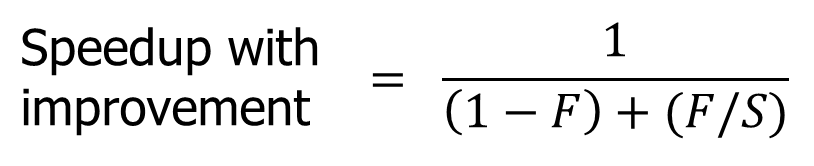 Speedup with
improvement = 1
(1 − F) + (F/S)